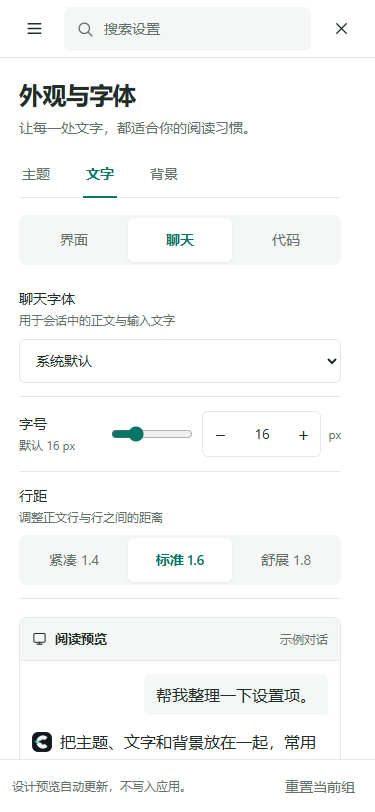 搜索设置
外观与字体
让每一处文字，都适合你的阅读习惯。
主题 文字 背景
界面 聊天 代码
聊天字体
用于会话中的正文与输入文字
系统默认
字号
默认 16 px
− 16 + px
行距
调整正文行与行之间的距离
紧凑 1.4 标准 1.6 舒展 1.8
阅读预览 示例对话
帮我整理一下设置项。
把主题、文字和背景放在一起，常用
设计预览自动更新，不写入应用。 重置当前组